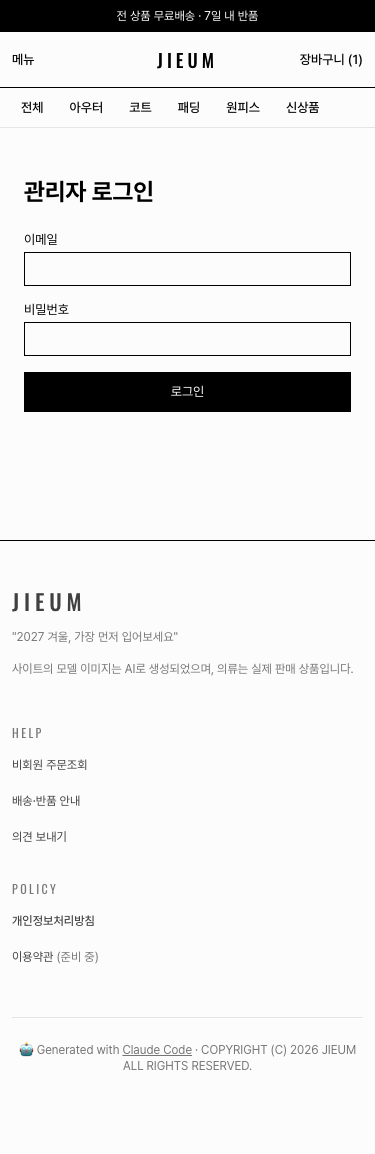 전 상품 무료배송 · 7일 내 반품
메뉴
JIEUM
장바구니 (1)
전체 아우터 코트 패딩 원피스 신상품
관리자 로그인
이메일
비밀번호
로그인
JIEUM
"2027 겨울, 가장 먼저 입어보세요"
사이트의 모델 이미지는 AI로 생성되었으며, 의류는 실제 판매 상품입니다.
HELP
비회원 주문조회
배송·반품 안내
의견 보내기
POLICY
개인정보처리방침
이용약관 (준비 중)
🤖 Generated with Claude Code · COPYRIGHT (C) 2026 JIEUM
ALL RIGHTS RESERVED.